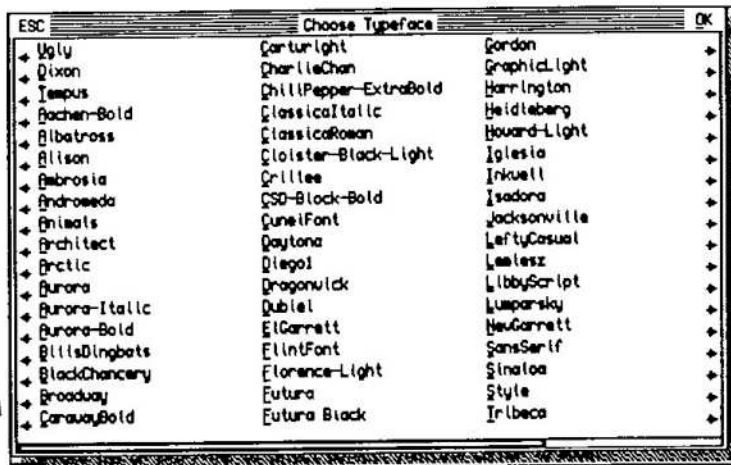 ESC Choose Typeface OK
Ugly Cartwright Gordon
Dixon CharlieChan GraphicLight
Tempus ChiliPepper-ExtraBold Harrington
Aachen-Bold ClassicaItalic Heidleberg
Albatross ClassicaRoman Howard-Light
Alison Cloister-Black-Light Iglesia
Ambrosia Crillee Inkwell
Andromeda CSD-Block-Bold Isadora
Animals CuneiFont Jacksonville
Architect Daytona LeftyCasual
Arctic Diego1 Lemlesz
Aurora Dragonwick LibbyScript
Aurora-Italic Dubiel Lumparsky
Aurora-Bold ElGarrett NewGarrett
BillsDingbats FlintFont SansSerif
BlackChancery Florence-Light Sinaloa
Broadway Futura Style
CarawayBold Futura Black Tribeca